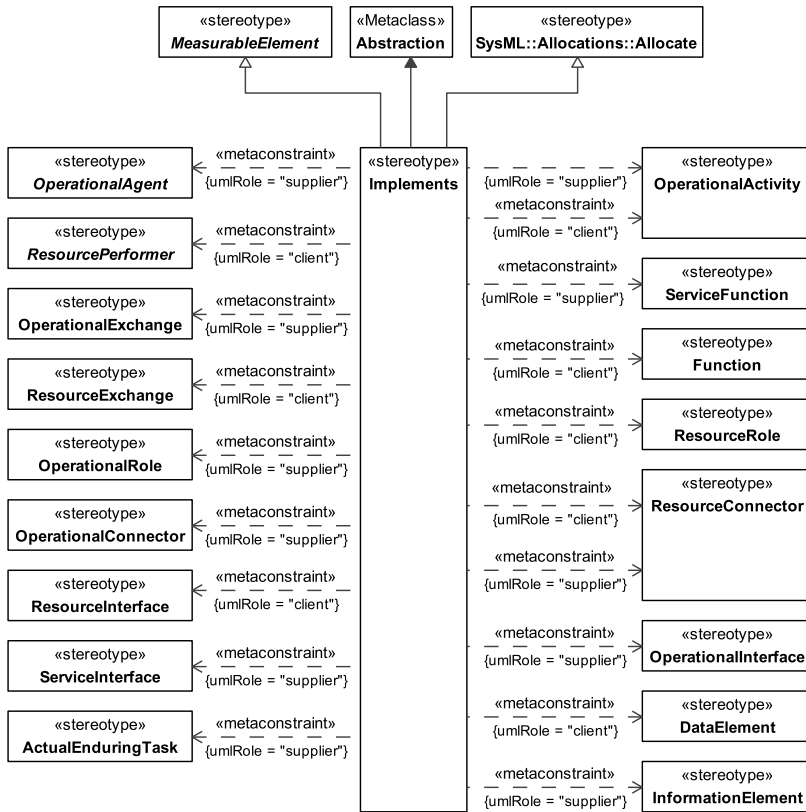 «stereotype»
MeasurableElement
«Metaclass»
Abstraction
«stereotype»
SysML::Allocations::Allocate
«stereotype»
Implements
«stereotype»
OperationalAgent
«metaconstraint»
{umlRole = "supplier"}
«stereotype»
ResourcePerformer
«metaconstraint»
{umlRole = "client"}
«stereotype»
OperationalExchange
«metaconstraint»
{umlRole = "supplier"}
«stereotype»
ResourceExchange
«metaconstraint»
{umlRole = "client"}
«stereotype»
OperationalRole
«metaconstraint»
{umlRole = "supplier"}
«stereotype»
OperationalConnector
«metaconstraint»
{umlRole = "supplier"}
«stereotype»
ResourceInterface
«metaconstraint»
{umlRole = "client"}
«stereotype»
ServiceInterface
«metaconstraint»
{umlRole = "supplier"}
«stereotype»
ActualEnduringTask
«metaconstraint»
{umlRole = "supplier"}
«metaconstraint»
{umlRole = "supplier"}
«metaconstraint»
{umlRole = "client"}
«stereotype»
OperationalActivity
«metaconstraint»
{umlRole = "supplier"}
«stereotype»
ServiceFunction
«metaconstraint»
{umlRole = "client"}
«stereotype»
Function
«metaconstraint»
{umlRole = "client"}
«stereotype»
ResourceRole
«metaconstraint»
{umlRole = "client"}
«metaconstraint»
{umlRole = "supplier"}
«stereotype»
ResourceConnector
«metaconstraint»
{umlRole = "supplier"}
«stereotype»
OperationalInterface
«metaconstraint»
{umlRole = "client"}
«stereotype»
DataElement
«metaconstraint»
{umlRole = "supplier"}
«stereotype»
InformationElement